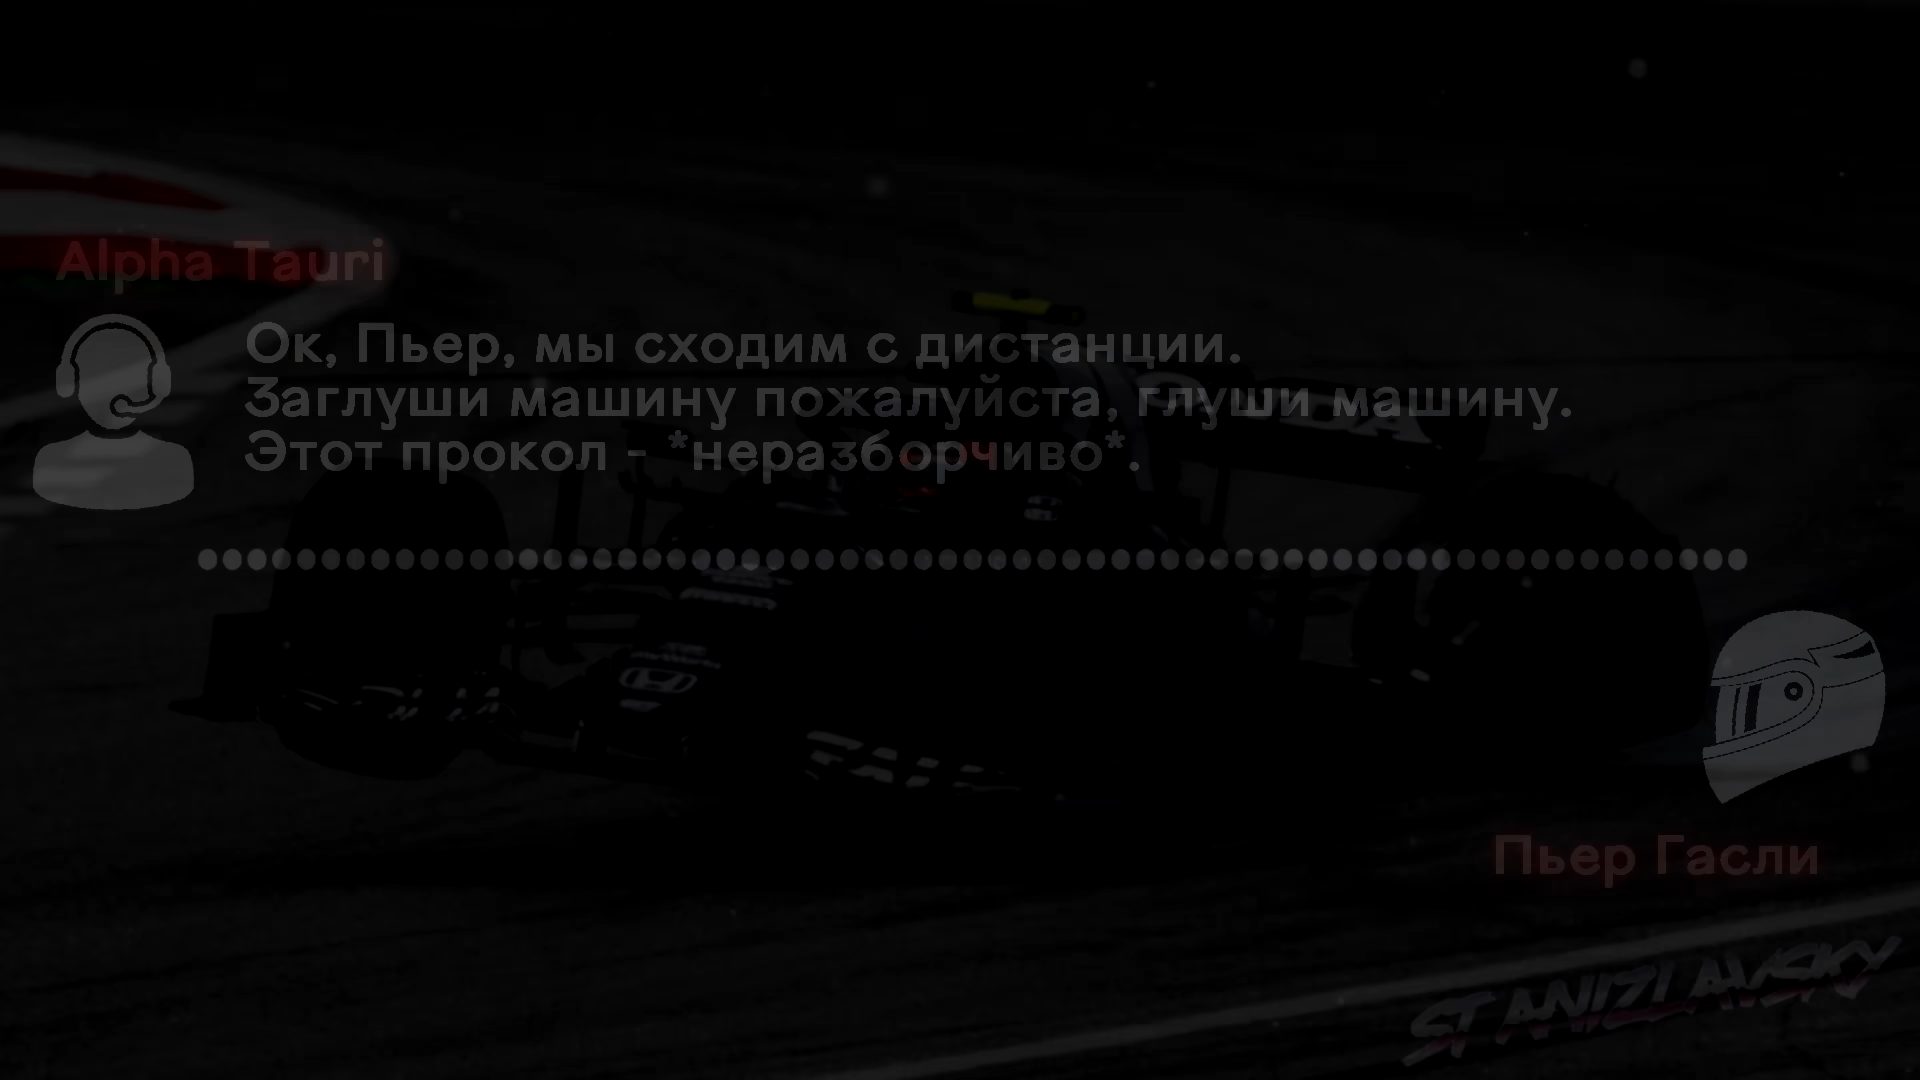 Alpha Tauri
Ок, Пьер, мы сходим с дистанции.
Заглуши машину пожалуйста, глуши машину.
Этот прокол - *неразборчиво*.
Пьер Гасли
STANIZLAVSKY